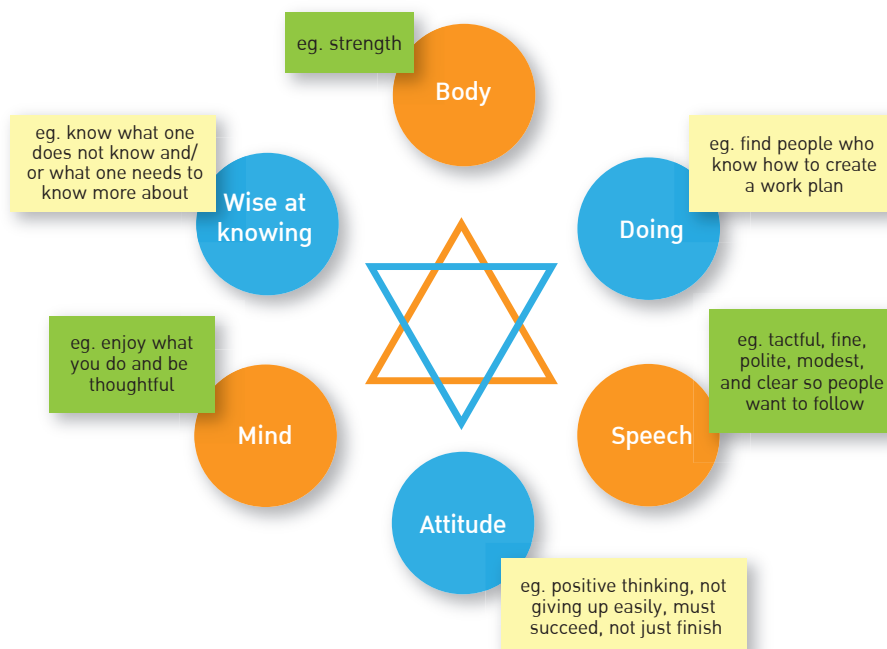 eg. strength
Body
eg. know what one
does not know and/
or what one needs to
know more about
Wise at
knowing
eg. find people who
know how to create
a work plan
Doing
eg. enjoy what
you do and be
thoughtful
Mind
eg. tactful, fine,
polite, modest,
and clear so people
want to follow
Speech
Attitude
eg. positive thinking, not
giving up easily, must
succeed, not just finish